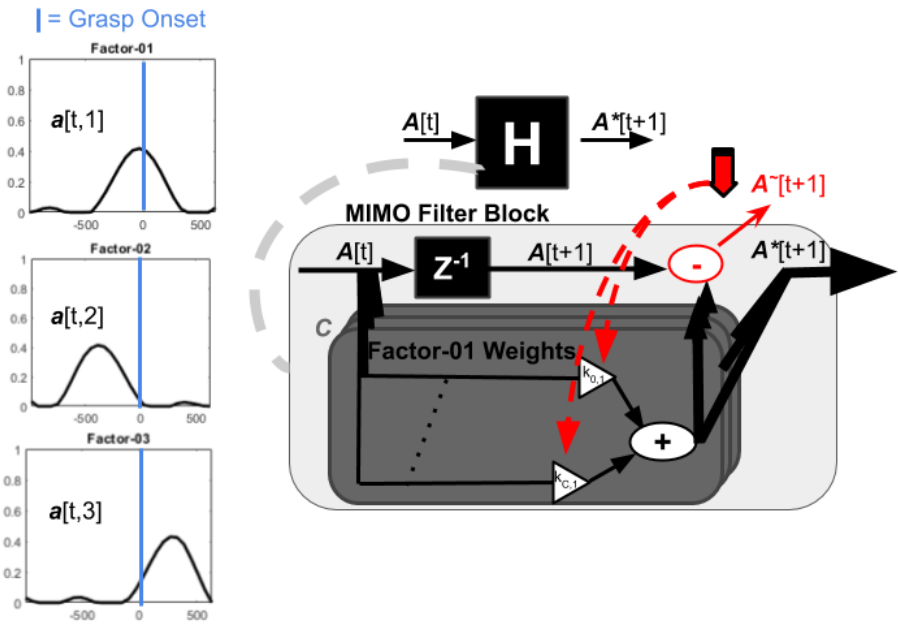 | = Grasp Onset
Factor-01
1
0.8
0.6
0.4
0.2
0
a[t,1]
-500 0 500
Factor-02
1
0.8
0.6
0.4
0.2
0
a[t,2]
-500 0 500
Factor-03
1
0.8
0.6
0.4
0.2
0
a[t,3]
-500 0 500
A[t] H A*[t+1]
MIMO Filter Block
A~[t+1]
A[t] Z-1 A[t+1] - A*[t+1]
C
Factor-01 Weights
k0,1
+
kC,1